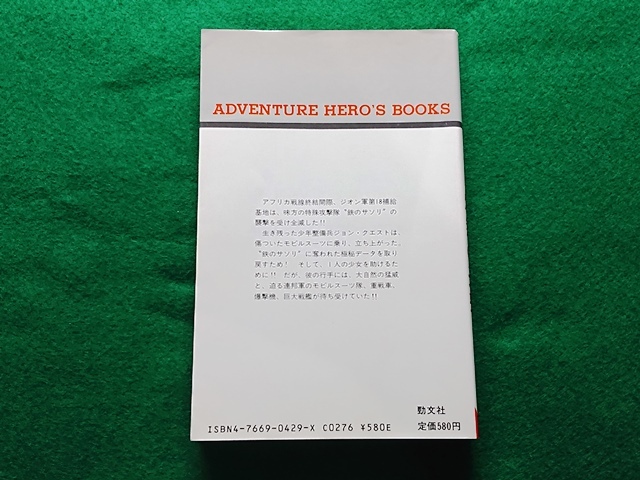 ADVENTURE HERO'S BOOKS
アフリカ戦線終結間際、ジオン軍第18補給
基地は、味方の特殊攻撃隊“鉄のサソリ”の
襲撃を受け全滅した!!
生き残った少年整備兵ジョン・クエストは、
傷ついたモビルスーツに乗り、立ち上がった。
“鉄のサソリ”に奪われた極秘データを取り
戻すため! そして、1人の少女を助けるた
めに!! だが、彼の行手には、大自然の猛威
と、迫る連邦軍のモビルスーツ隊、重戦車、
爆撃機、巨大戦艦が待ち受けていた!!
勁文社
ISBN4-7669-0429-X C0276 ¥580E
定価580円